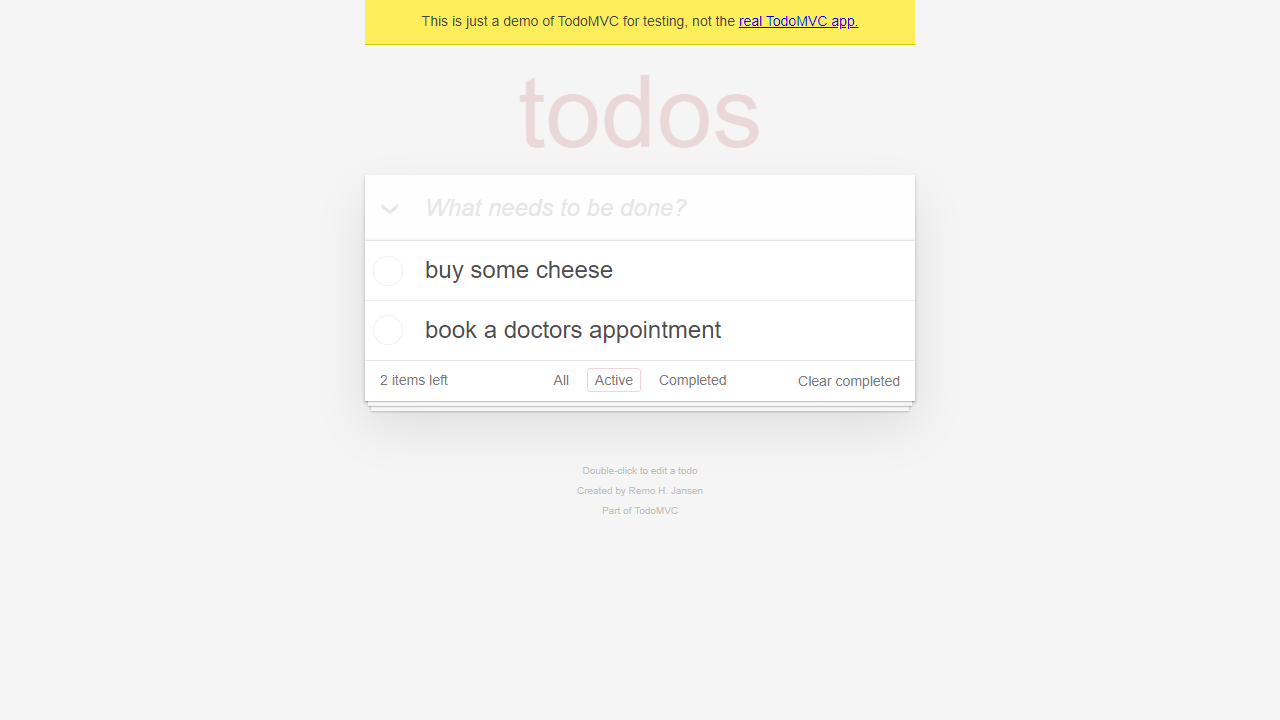 This is just a demo of TodoMVC for testing, not the real TodoMVC app.
todos
What needs to be done?
buy some cheese
book a doctors appointment
2 items left All Active Completed Clear completed
Double-click to edit a todo
Created by Remo H. Jansen
Part of TodoMVC